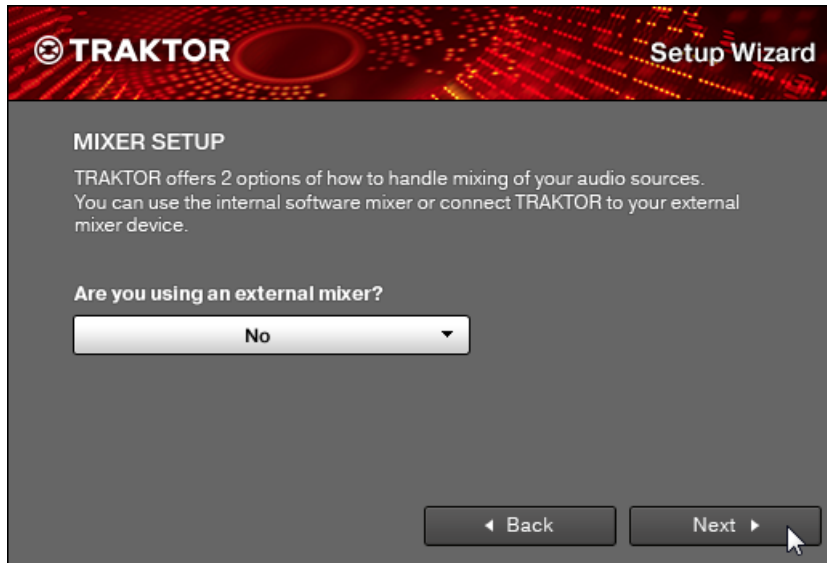 TRAKTOR
Setup Wizard
MIXER SETUP
TRAKTOR offers 2 options of how to handle mixing of your audio sources.
You can use the internal software mixer or connect TRAKTOR to your external
mixer device.
Are you using an external mixer?
No
Back
Next